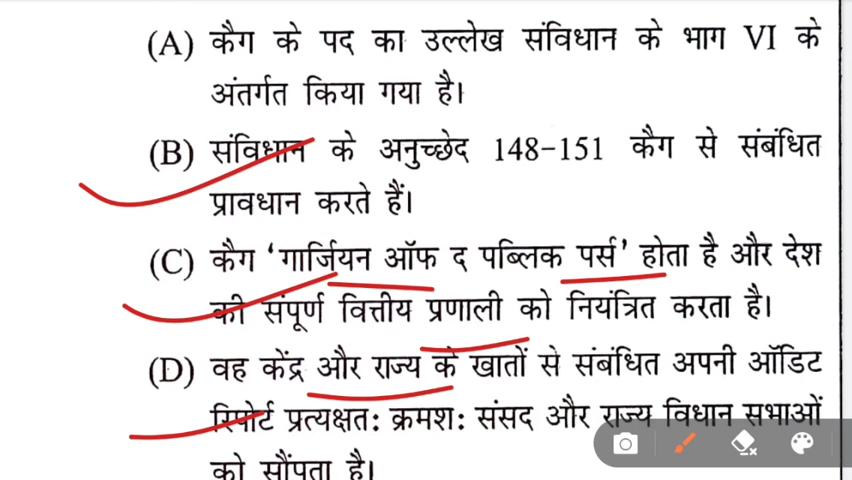 (A) कैग के पद का उल्लेख संविधान के भाग VI के
अंतर्गत किया गया है।
(B) संविधान के अनुच्छेद 148-151 कैग से संबंधित
प्रावधान करते हैं।
(C) कैग ‘गार्जियन ऑफ द पब्लिक पर्स’ होता है और देश
की संपूर्ण वित्तीय प्रणाली को नियंत्रित करता है।
(D) वह केंद्र और राज्य के खातों से संबंधित अपनी ऑडिट
रिपोर्ट प्रत्यक्षत: क्रमश: संसद और राज्य विधान सभाओं
को सौंपता है।